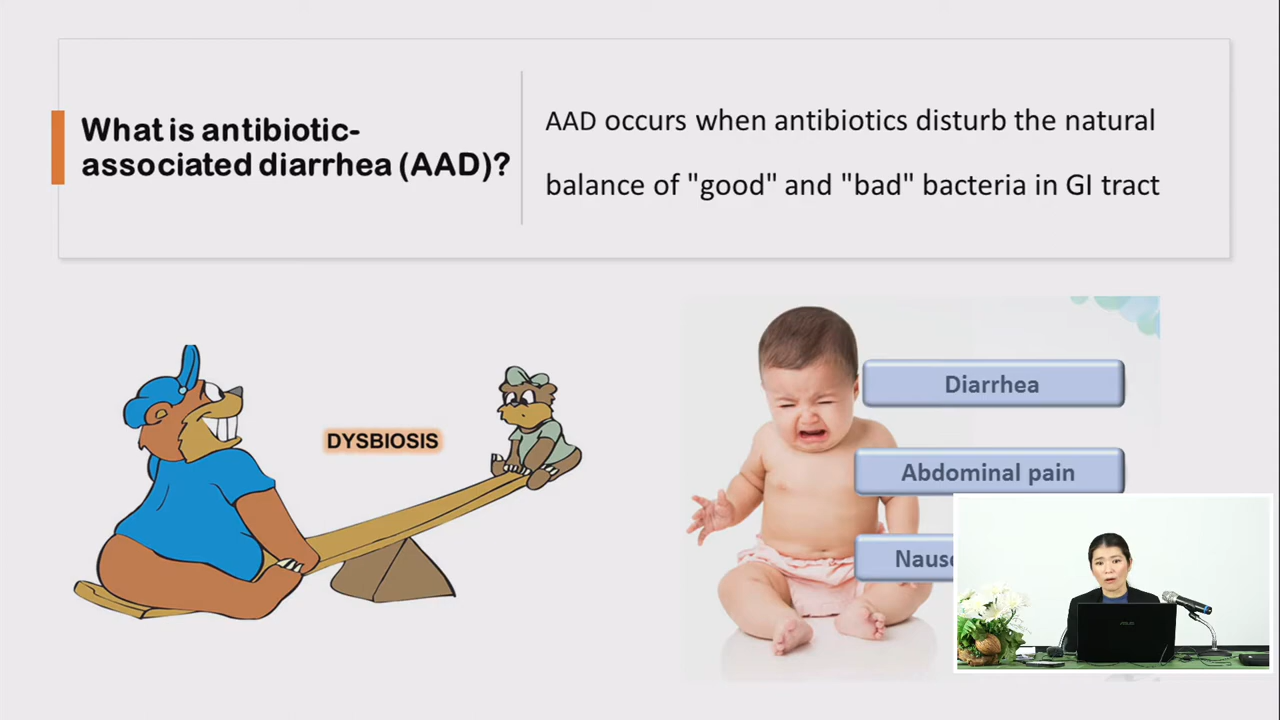 What is antibiotic-
associated diarrhea (AAD)?
AAD occurs when antibiotics disturb the natural
balance of "good" and "bad" bacteria in GI tract
DYSBIOSIS
Diarrhea
Abdominal pain
ASUS